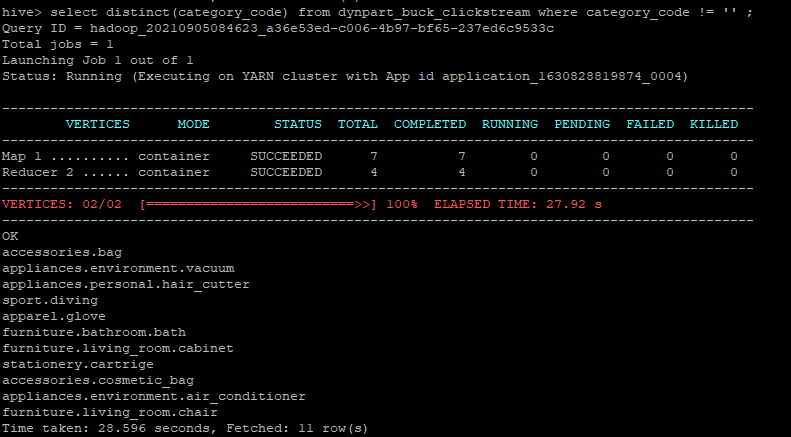 hive> select distinct(category_code) from dynpart_buck_clickstream where category_code != '' ;
Query ID = hadoop_20210905084623_a36e53ed-c006-4b97-bf65-237ed6c9533c
Total jobs = 1
Launching Job 1 out of 1
Status: Running (Executing on YARN cluster with App id application_1630828819874_0004)
----------------------------------------------------------------------------------------------
        VERTICES      MODE        STATUS  TOTAL  COMPLETED  RUNNING  PENDING  FAILED  KILLED
----------------------------------------------------------------------------------------------
Map 1 .......... container     SUCCEEDED      7          7        0        0       0       0
Reducer 2 ...... container     SUCCEEDED      4          4        0        0       0       0
----------------------------------------------------------------------------------------------
VERTICES: 02/02  [==========================>>] 100%  ELAPSED TIME: 27.92 s
----------------------------------------------------------------------------------------------
OK
accessories.bag
appliances.environment.vacuum
appliances.personal.hair_cutter
sport.diving
apparel.glove
furniture.bathroom.bath
furniture.living_room.cabinet
stationery.cartrige
accessories.cosmetic_bag
appliances.environment.air_conditioner
furniture.living_room.chair
Time taken: 28.596 seconds, Fetched: 11 row(s)